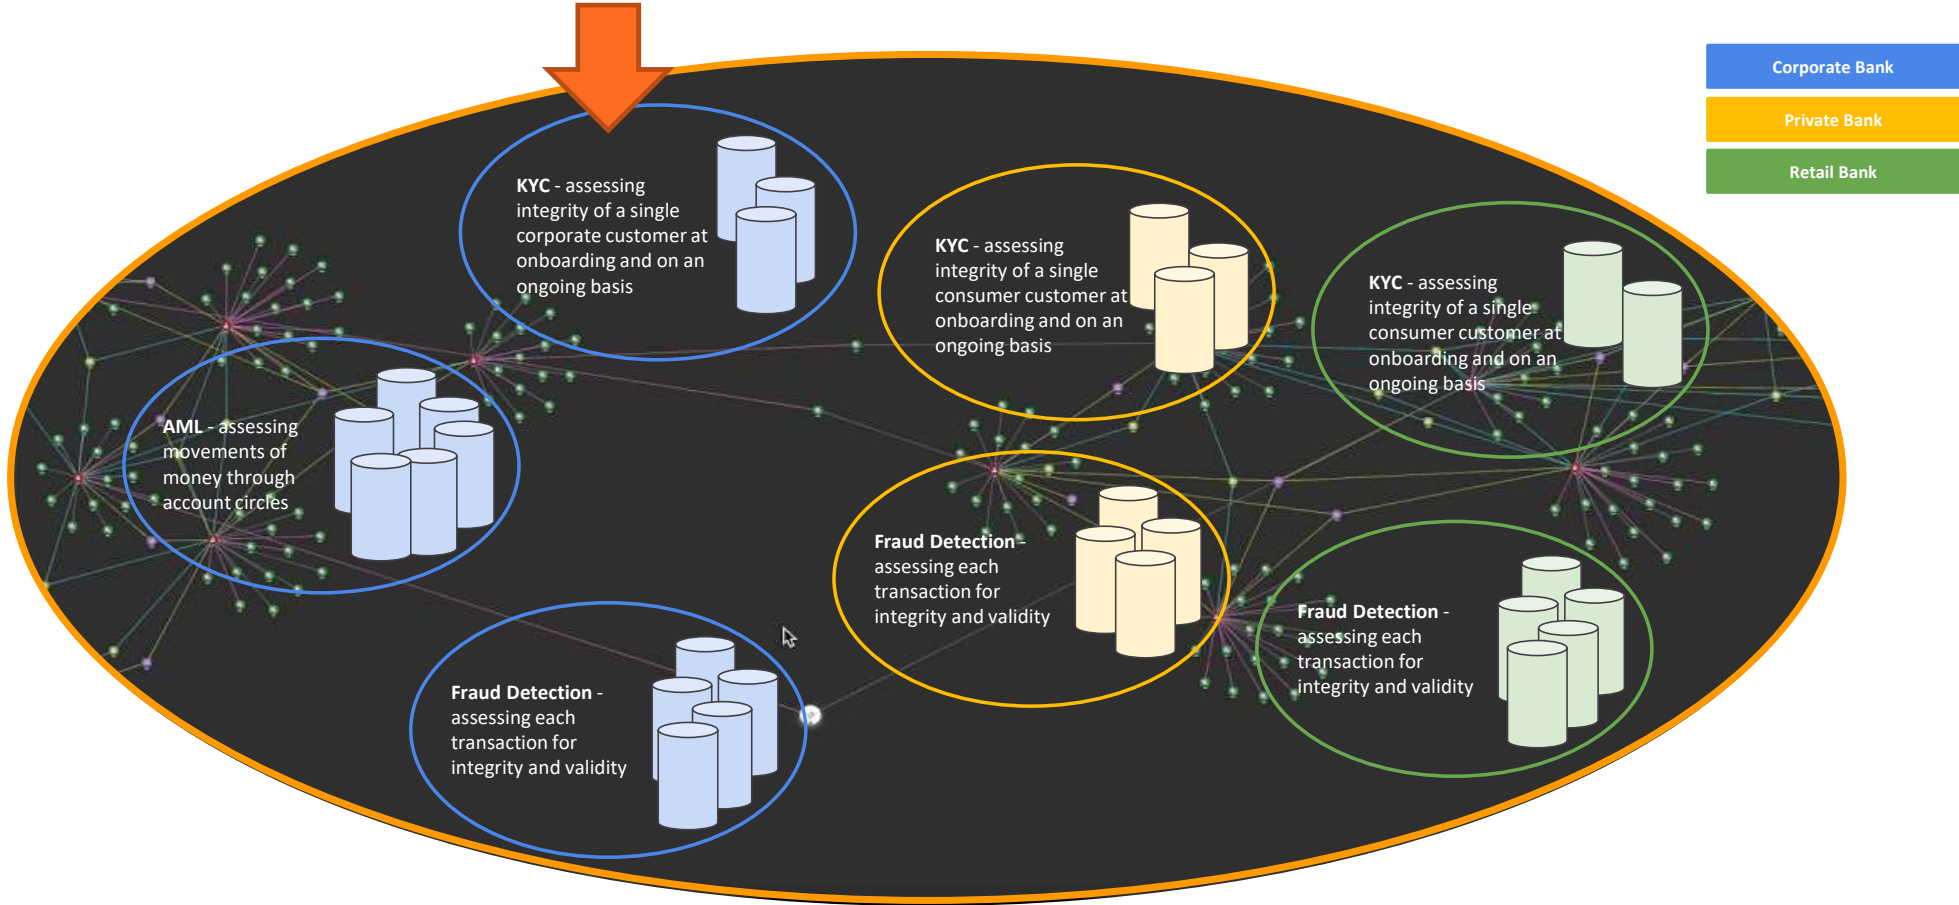 Corporate Bank
Private Bank
Retail Bank
KYC - assessing
integrity of a single
corporate customer at
onboarding and on an
ongoing basis
KYC - assessing
integrity of a single
consumer customer at
onboarding and on an
ongoing basis
KYC - assessing
integrity of a single
consumer customer at
onboarding and on an
ongoing basis
AML - assessing
movements of
money through
account circles
Fraud Detection -
assessing each
transaction for
integrity and validity
Fraud Detection -
assessing each
transaction for
integrity and validity
Fraud Detection -
assessing each
transaction for
integrity and validity